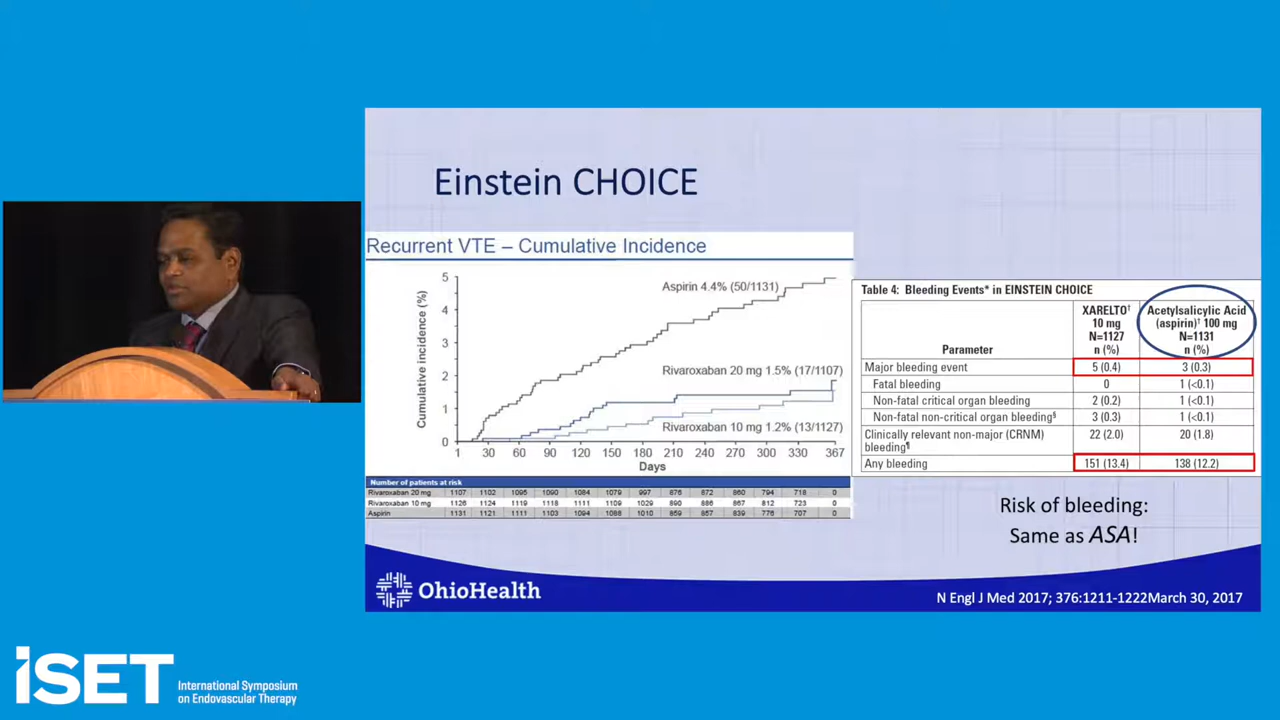 Einstein CHOICE
Recurrent VTE – Cumulative Incidence
Cumulative incidence (%)
5
4
3
2
1
0
Aspirin 4.4% (50/1131)
Rivaroxaban 20 mg 1.5% (17/1107)
Rivaroxaban 10 mg 1.2% (13/1127)
1 30 60 90 120 150 180 210 240 270 300 330 367
Days
Number of patients at risk
Rivaroxaban 20 mg 1107 1102 1095 1090 1084 1079 997 876 872 860 794 718 0
Rivaroxaban 10 mg 1126 1124 1119 1118 1111 1109 1029 890 886 867 812 723 0
Aspirin 1131 1121 1111 1103 1094 1088 1010 859 857 839 776 707 0
Table 4: Bleeding Events* in EINSTEIN CHOICE
Parameter
XARELTO†
10 mg
N=1127
n (%)
Acetylsalicylic Acid
(aspirin)† 100 mg
N=1131
n (%)
Major bleeding event 5 (0.4) 3 (0.3)
Fatal bleeding 0 1 (<0.1)
Non-fatal critical organ bleeding 2 (0.2) 1 (<0.1)
Non-fatal non-critical organ bleeding§ 3 (0.3) 1 (<0.1)
Clinically relevant non-major (CRNM) 22 (2.0) 20 (1.8)
bleeding¶
Any bleeding 151 (13.4) 138 (12.2)
Risk of bleeding:
Same as ASA!
OhioHealth
N Engl J Med 2017; 376:1211-1222March 30, 2017
iSET
International Symposium
on Endovascular Therapy